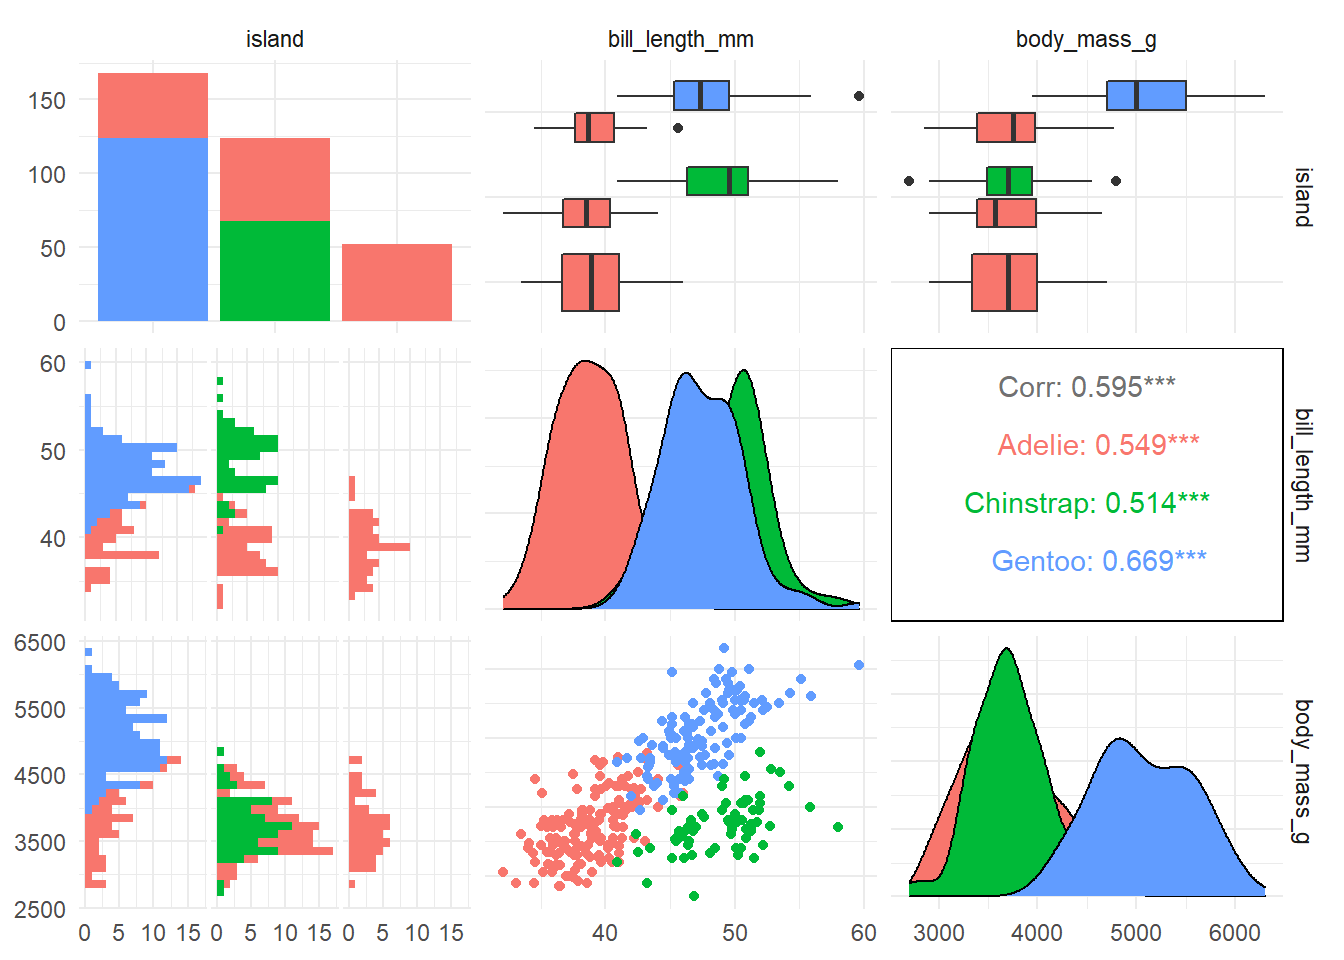 island bill_length_mm body_mass_g
150
100
50
0
island
60
50
40
bill_length_mm
Corr: 0.595***
Adelie: 0.549***
Chinstrap: 0.514***
Gentoo: 0.669***
6500
5500
4500
3500
2500
body_mass_g
0 5 10 15 0 5 10 15 0 5 10 15 40 50 60 3000 4000 5000 6000